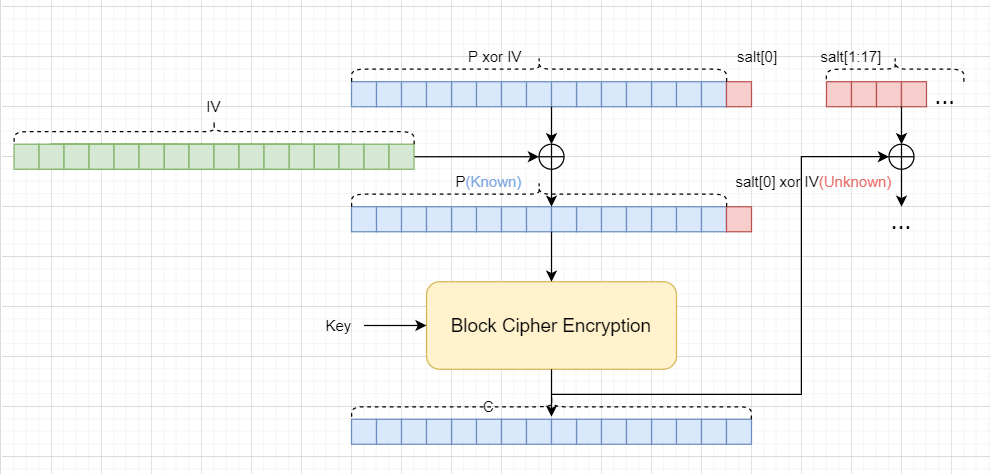 P xor IV
salt[0]
salt[1:17]
...
IV
P(Known)
salt[0] xor IV(Unknown)
...
Key
Block Cipher Encryption
C